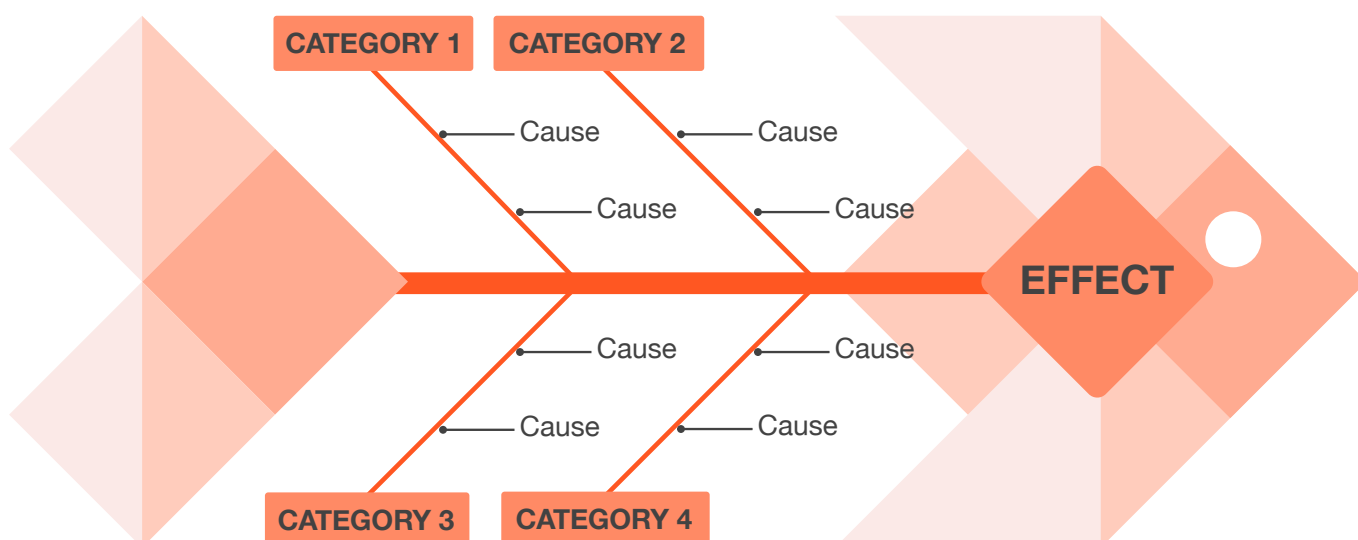 CATEGORY 1
CATEGORY 2
Cause
Cause
Cause
Cause
EFFECT
Cause
Cause
Cause
Cause
CATEGORY 3
CATEGORY 4